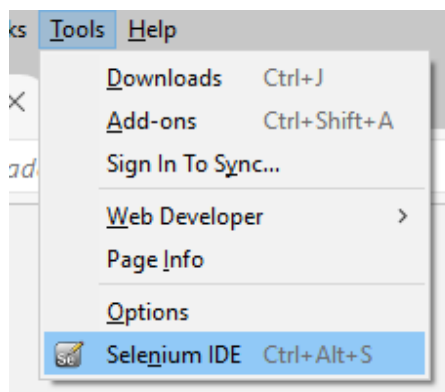 ks Tools Help
Downloads Ctrl+J
Add-ons Ctrl+Shift+A
Sign In To Sync...
Web Developer >
Page Info
Options
Se Selenium IDE Ctrl+Alt+S